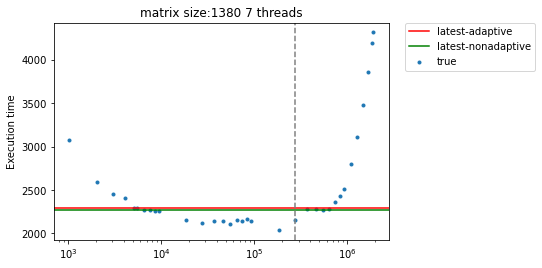 matrix size:1380 7 threads
latest-adaptive
latest-nonadaptive
true
Execution time
4000
3500
3000
2500
2000
10³
10⁴
10⁵
10⁶